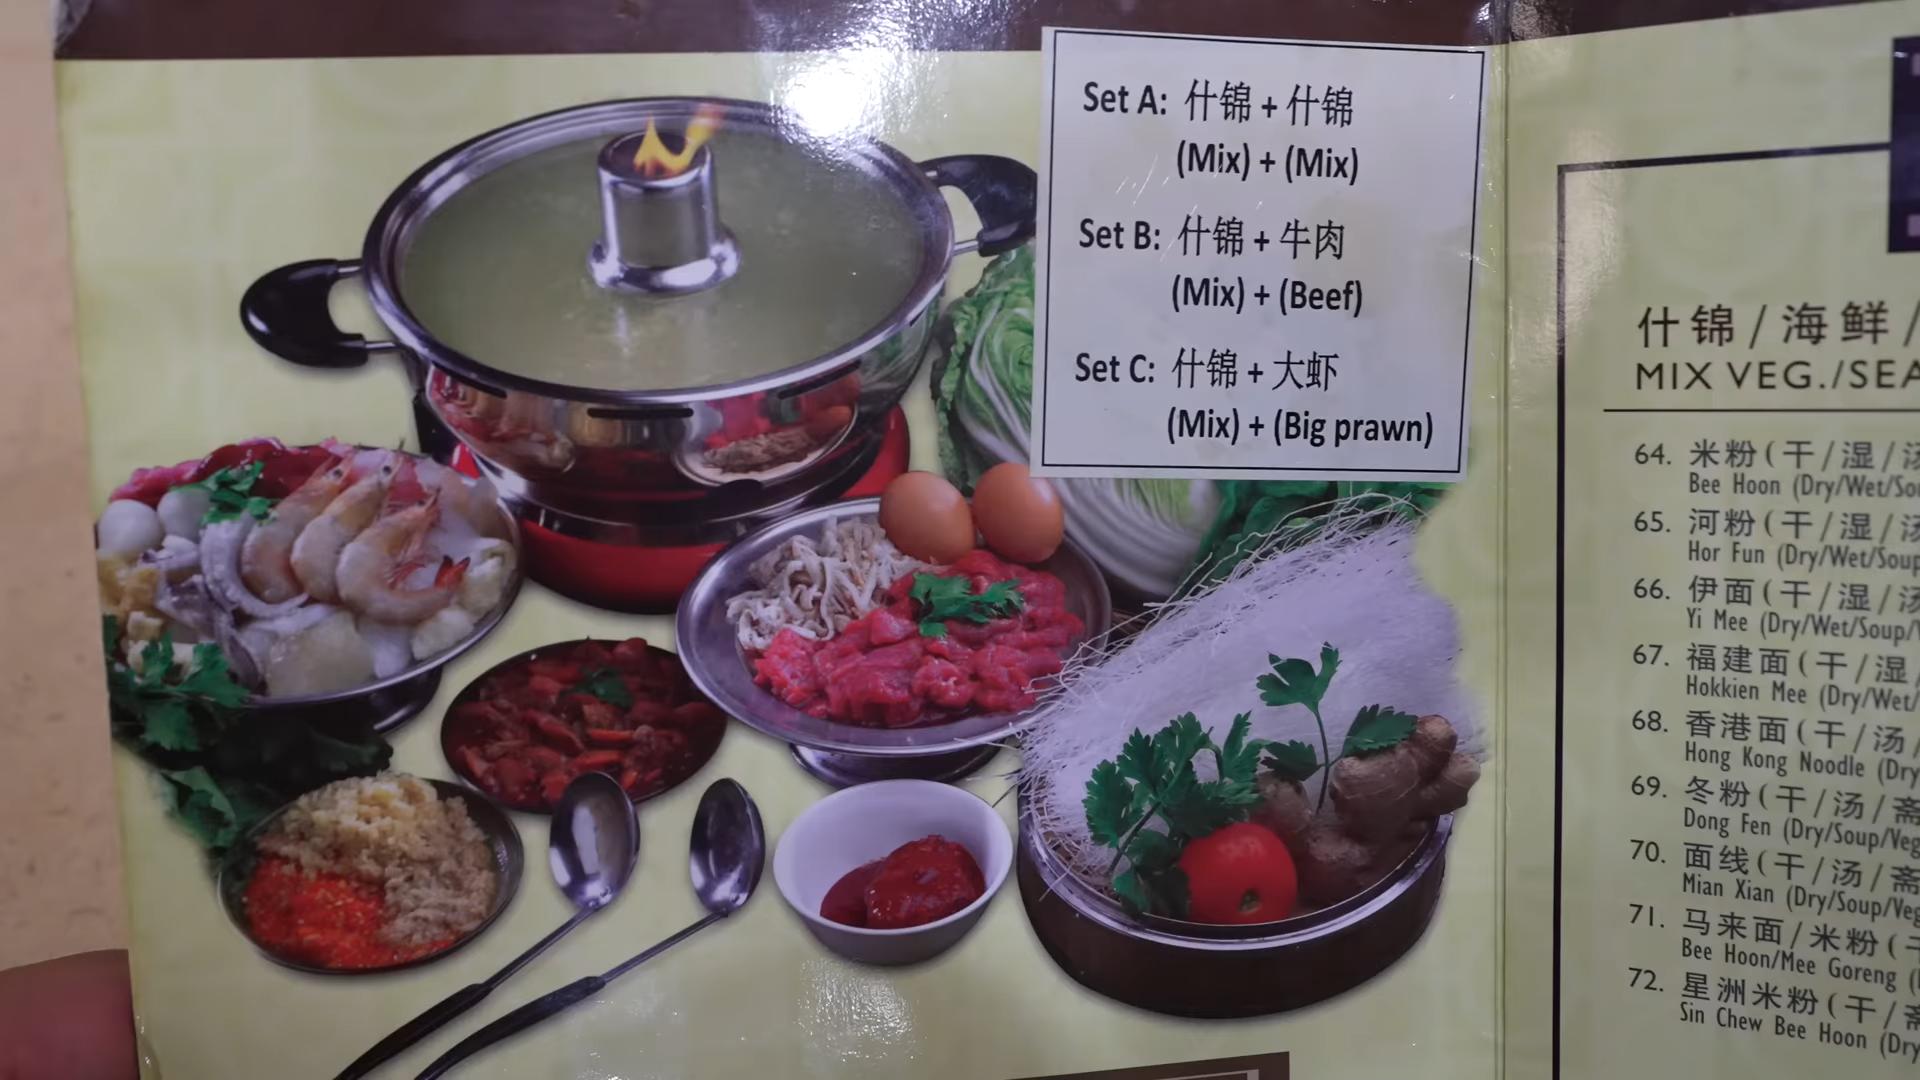 Set A: 什锦 + 什锦
(Mix) + (Mix)
Set B: 什锦 + 牛肉
(Mix) + (Beef)
Set C: 什锦 + 大虾
(Mix) + (Big prawn)
什锦 / 海鲜 /
MIX VEG./SEA
64. 米粉 ( 干 / 湿 / 汤
Bee Hoon (Dry/Wet/Sou
65. 河粉 ( 干 / 湿 / 汤
Hor Fun (Dry/Wet/Soup
66. 伊面 ( 干 / 湿 / 汤
Yi Mee (Dry/Wet/Soup/
67. 福建面 ( 干 / 湿
Hokkien Mee (Dry/Wet/
68. 香港面 ( 干 / 汤 /
Hong Kong Noodle (Dry
69. 冬粉 ( 干 / 汤 / 斋
Dong Fen (Dry/Soup/Veg
70. 面线 ( 干 / 汤 / 斋
Mian Xian (Dry/Soup/Veg
71. 马来面 / 米粉 ( 干
Bee Hoon/Mee Goreng (
72. 星洲米粉 ( 干 / 斋
Sin Chew Bee Hoon (Dry